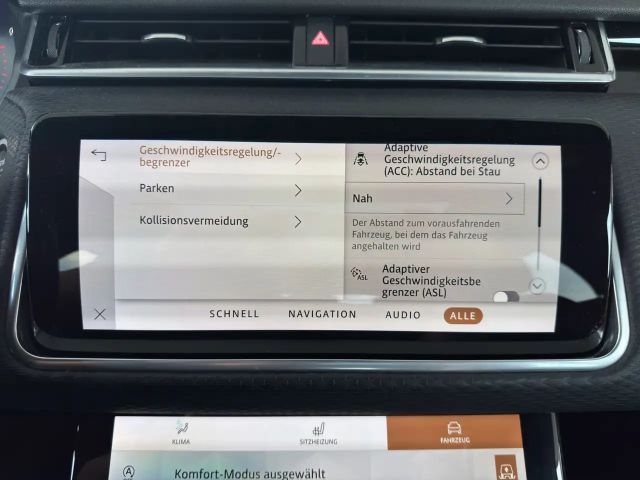 Geschwindigkeitsregelung/-
begrenzer
Parken
Kollisionsvermeidung
Adaptive
Geschwindigkeitsregelung
(ACC): Abstand bei Stau
Nah
Der Abstand zum vorausfahrenden
Fahrzeug, bei dem das Fahrzeug
angehalten wird
ASL
Adaptiver
Geschwindigkeitsbe
grenzer (ASL)
SCHNELL NAVIGATION AUDIO ALLE
KLIMA SITZHEIZUNG FAHRZEUG
A Komfort-Modus ausgewählt